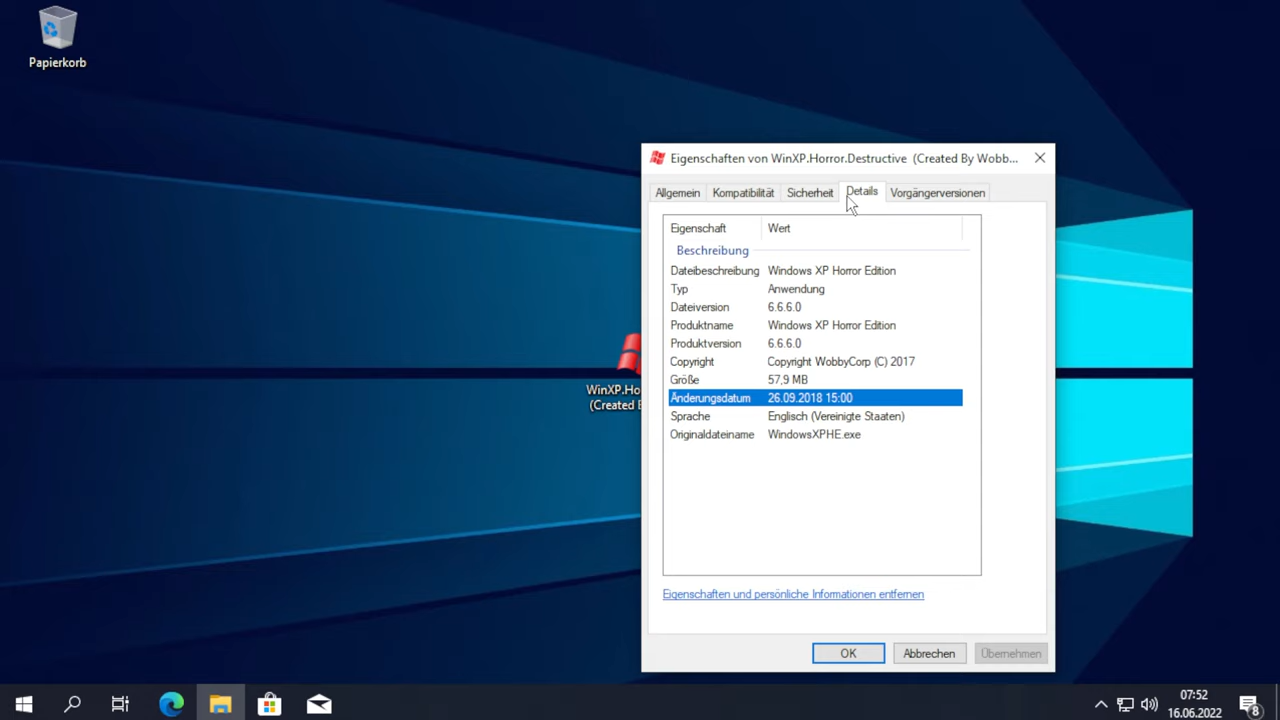 Papierkorb
Eigenschaften von WinXP.Horror.Destructive (Created By Wobb...
Allgemein Kompatibilität Sicherheit Details Vorgängerversionen
Eigenschaft Wert
Beschreibung
Dateibeschreibung Windows XP Horror Edition
Typ Anwendung
Dateiversion 6.6.6.0
Produktname Windows XP Horror Edition
Produktversion 6.6.6.0
Copyright Copyright WobbyCorp (C) 2017
Größe 57,9 MB
Änderungsdatum 26.09.2018 15:00
Sprache Englisch (Vereinigte Staaten)
Originaldateiname WindowsXPHE.exe
WinXP.Ho
(Created
Eigenschaften und persönliche Informationen entfernen
OK Abbrechen Übernehmen
07:52
16.06.2022
8